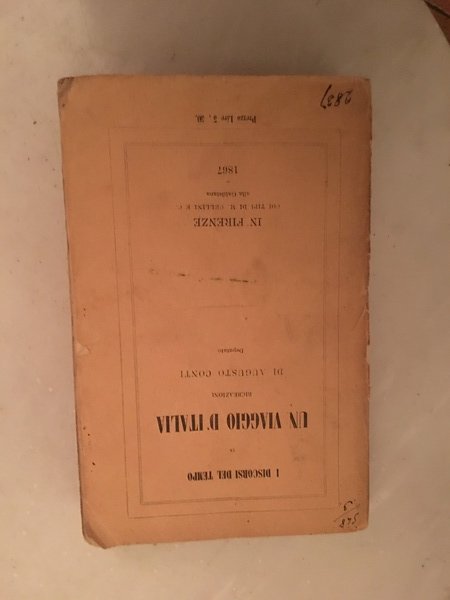 I DISCORSI DEL TEMPO
IN
UN VIAGGIO D'ITALIA
RICREAZIONI
DI AUGUSTO CONTI
Deputato
IN FIRENZE
COI TIPI DI M. CELLINI E C.
alla Galileiana
1867
Prezzo Lire 3, 50.